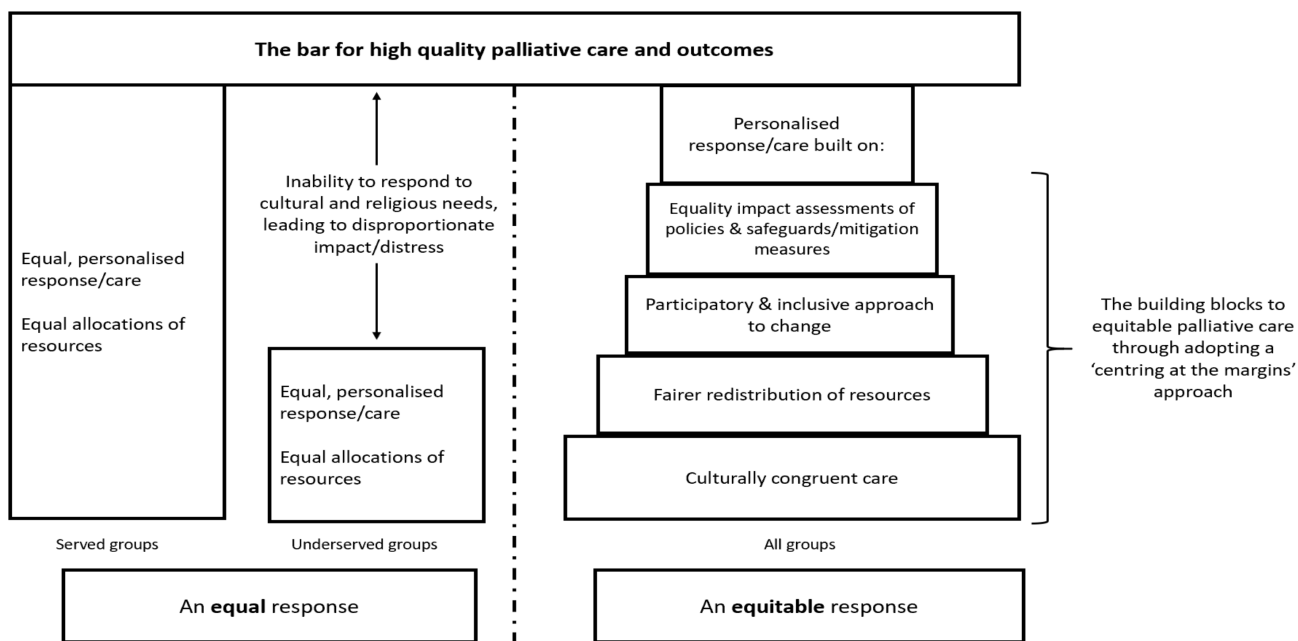 The bar for high quality palliative care and outcomes
Equal, personalised
response/care
Equal allocations of
resources
Served groups
Inability to respond to
cultural and religious needs,
leading to disproportionate
impact/distress
Equal, personalised
response/care
Equal allocations of
resources
Underserved groups
An equal response
Personalised
response/care built on:
Equality impact assessments of
policies & safeguards/mitigation
measures
Participatory & inclusive approach
to change
Fairer redistribution of resources
Culturally congruent care
All groups
An equitable response
The building blocks to
equitable palliative care
through adopting a
‘centring at the margins’
approach